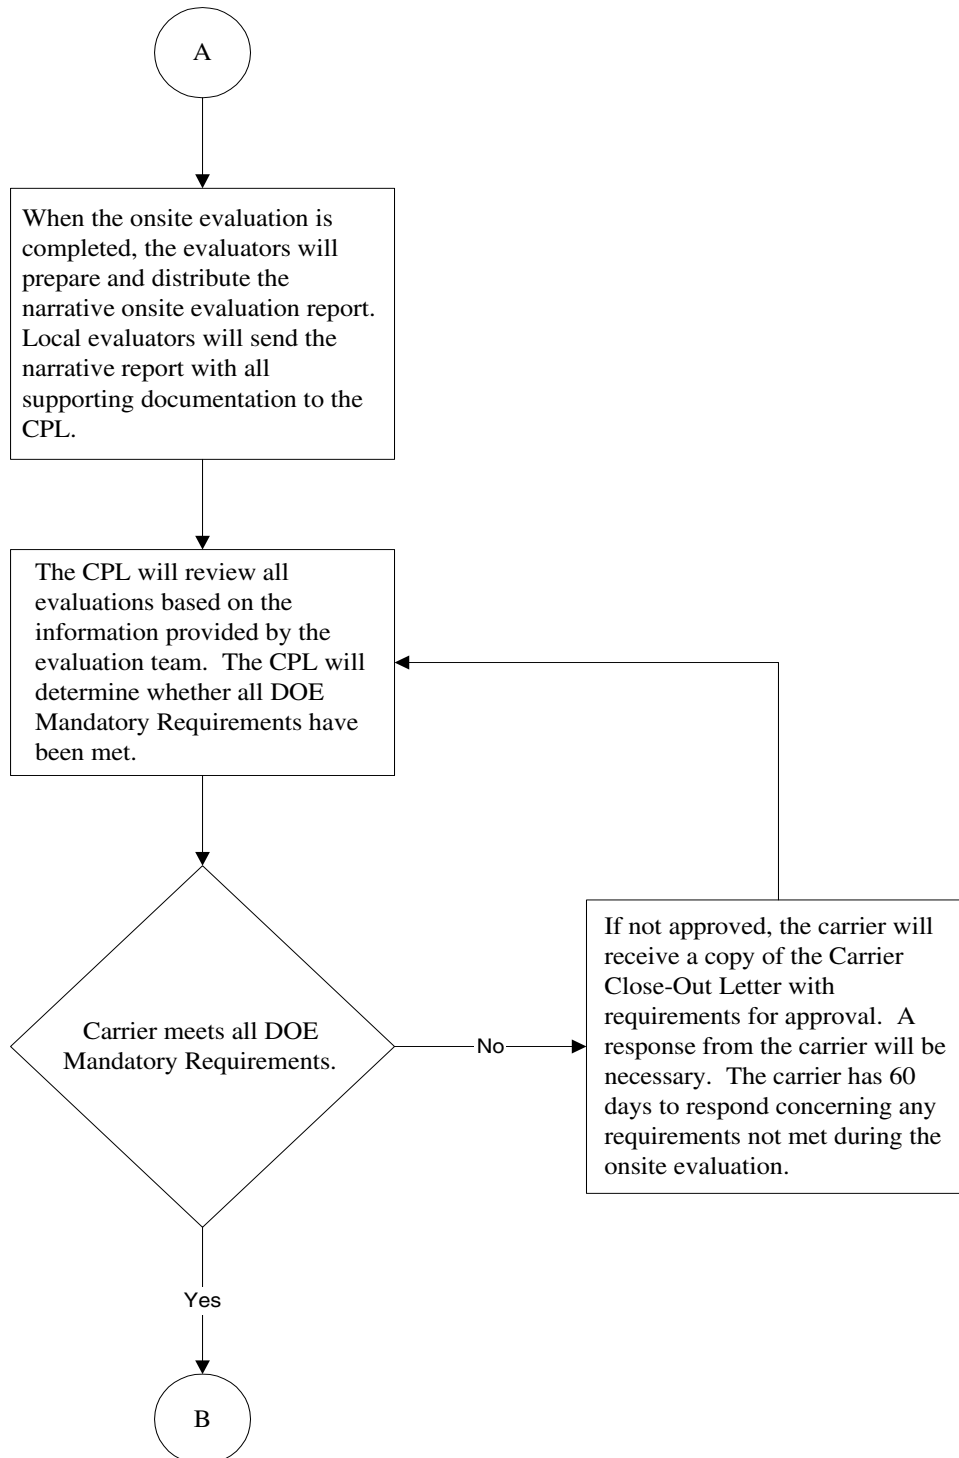 A
When the onsite evaluation is
completed, the evaluators will
prepare and distribute the
narrative onsite evaluation report.
Local evaluators will send the
narrative report with all
supporting documentation to the
CPL.
The CPL will review all
evaluations based on the
information provided by the
evaluation team.  The CPL will
determine whether all DOE
Mandatory Requirements have
been met.
Carrier meets all DOE
Mandatory Requirements.
No
If not approved, the carrier will
receive a copy of the Carrier
Close-Out Letter with
requirements for approval.  A
response from the carrier will be
necessary.  The carrier has 60
days to respond concerning any
requirements not met during the
onsite evaluation.
Yes
B